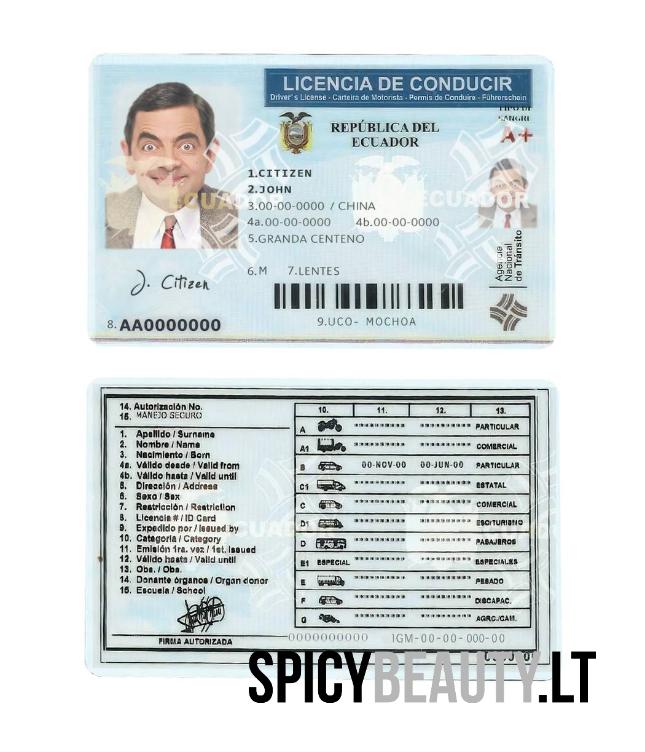 LICENCIA DE CONDUCIR
Driver's License - Carteira de Motorista - Permis de Conduire - Führerschein
TIPO DE
SANGRE
REPÚBLICA DEL
ECUADOR
A+
1.CITIZEN
2.JOHN
ECUADOR
ECUADOR
3.00-00-0000 / CHINA
4a.00-00-0000 4b.00-00-0000
5.GRANDA CENTENO
Agencia
Nacional
de Tránsito
6.M 7.LENTES
J. Citizen
8. AA0000000
9.UCO- MOCHOA
14. Autorización No.
15. MANEJO SEGURO
1. Apellido / Surname
2. Nombre / Name
3. Nacimiento / Born
4a. Válido desde / Valid from
4b. Válido hasta / Valid until
5. Dirección / Address
6. Sexo / Sex
7. Restricción / Restriction
8. Licencia # / ID Card
9. Expedido por / Issued by
10. Categoría / Category
11. Emisión 1ra. vez / 1st. Issued
12. Válido hasta / Valid until
13. Obs. / Obs.
14. Donante órganos / Organ donor
15. Escuela / School
FIRMA AUTORIZADA
10. 11. 12. 13.
A *********** *********** PARTICULAR
A1 *********** *********** COMERCIAL
B 00-NOV-00 00-JUN-00 PARTICULAR
C1 *********** *********** ESTATAL
C *********** *********** COMERCIAL
D1 *********** *********** ESC/TURISMO
D *********** *********** PASAJEROS
E1 ESPECIAL *********** *********** ESPECIALES
E *********** *********** PESADO
F *********** *********** DISCAPAC.
G *********** *********** AGRC./CAM.
ECUADOR
ECUADOR
0000000000 IGM-00-00-000-00
SPICYBEAUTY.LT